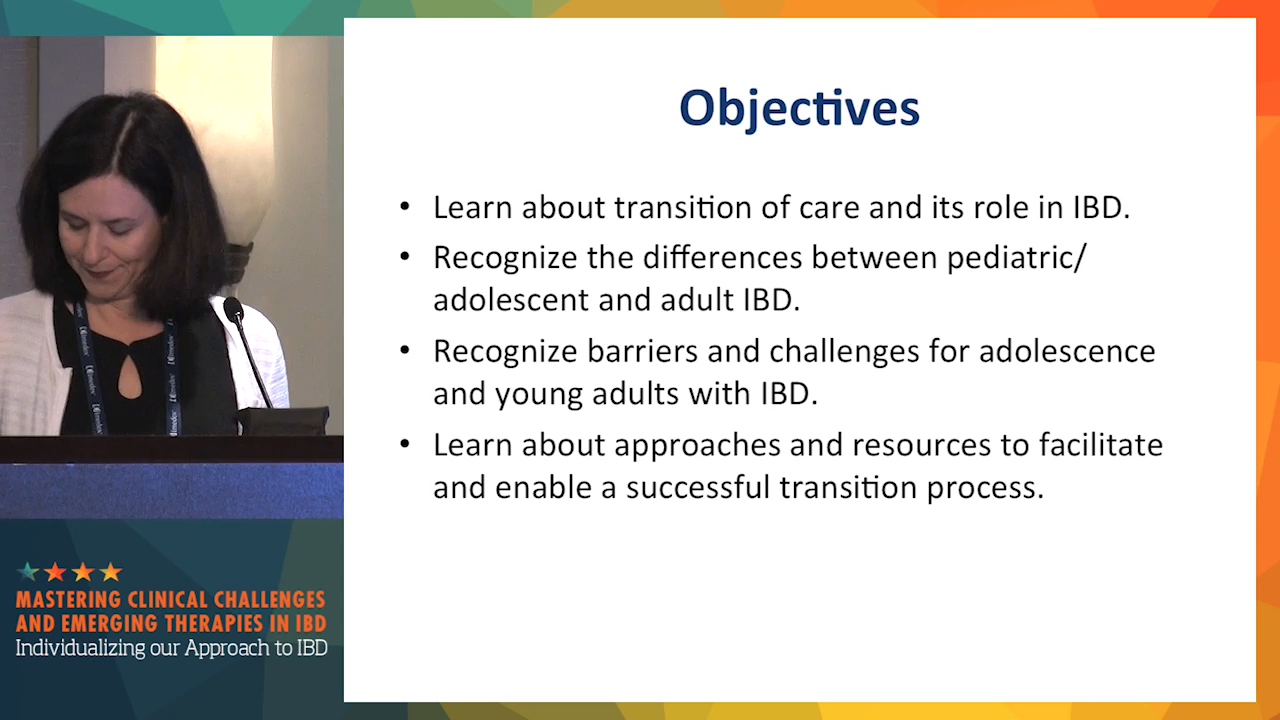 Objectives
• Learn about transition of care and its role in IBD.
• Recognize the differences between pediatric/
adolescent and adult IBD.
• Recognize barriers and challenges for adolescence
and young adults with IBD.
• Learn about approaches and resources to facilitate
and enable a successful transition process.
MASTERING CLINICAL CHALLENGES
AND EMERGING THERAPIES IN IBD
Individualizing our Approach to IBD